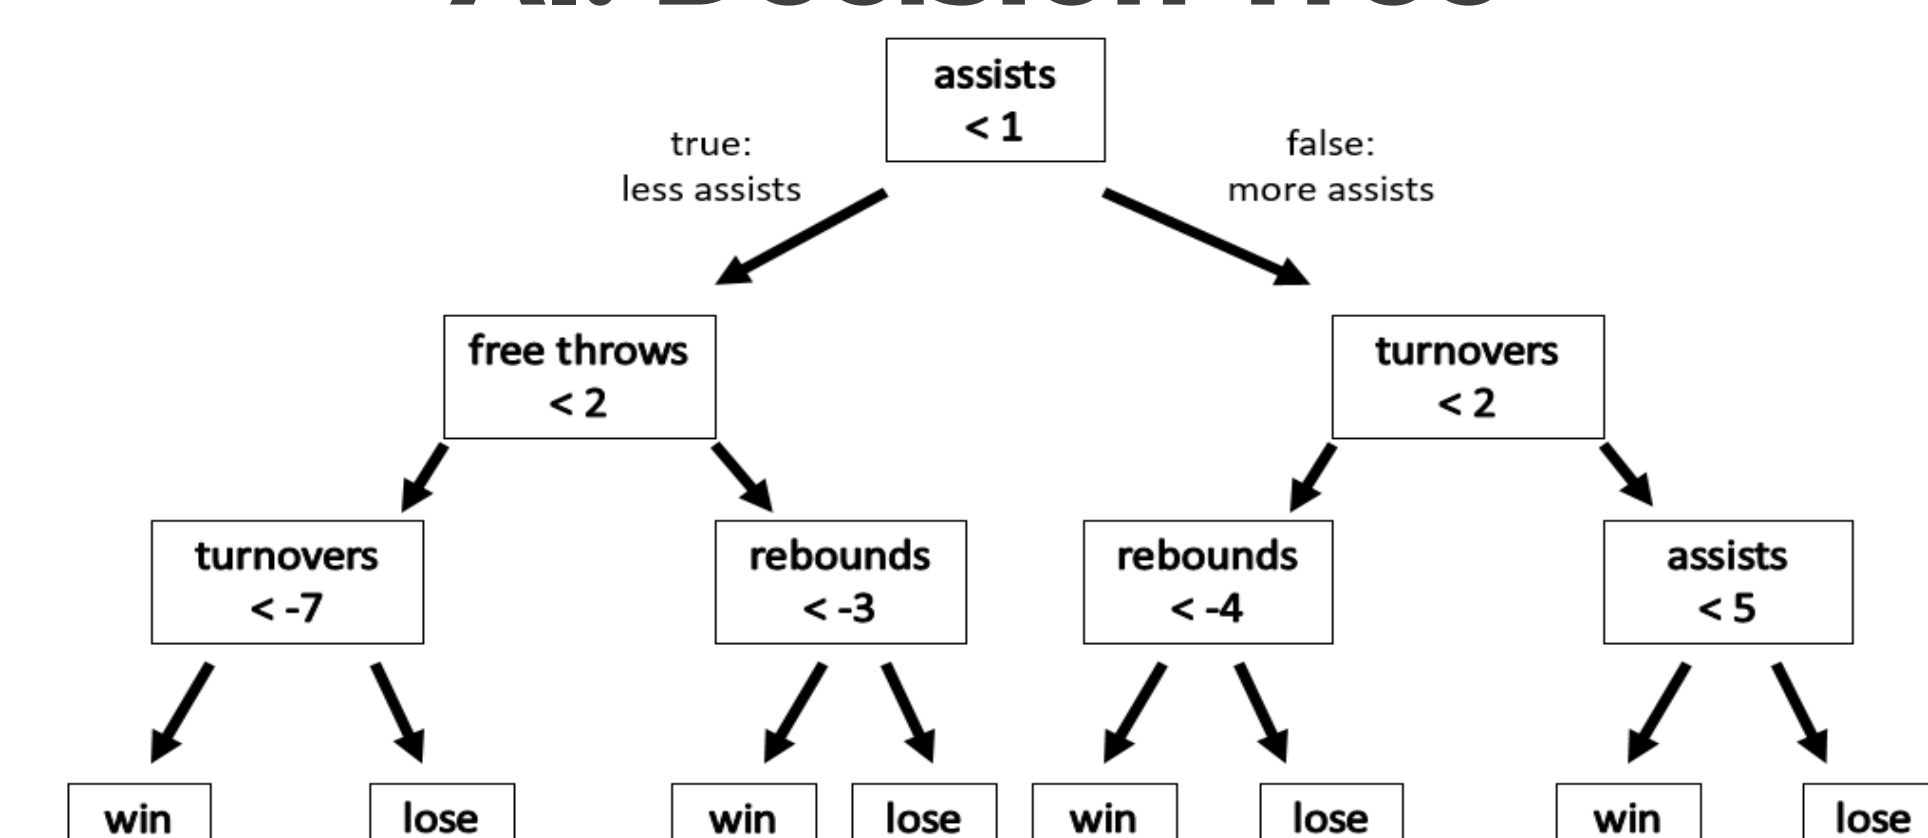 assists
< 1
true:
less assists
false:
more assists
free throws
< 2
turnovers
< 2
turnovers
< -7
rebounds
< -3
rebounds
< -4
assists
< 5
win
lose
win
lose
win
lose
win
lose